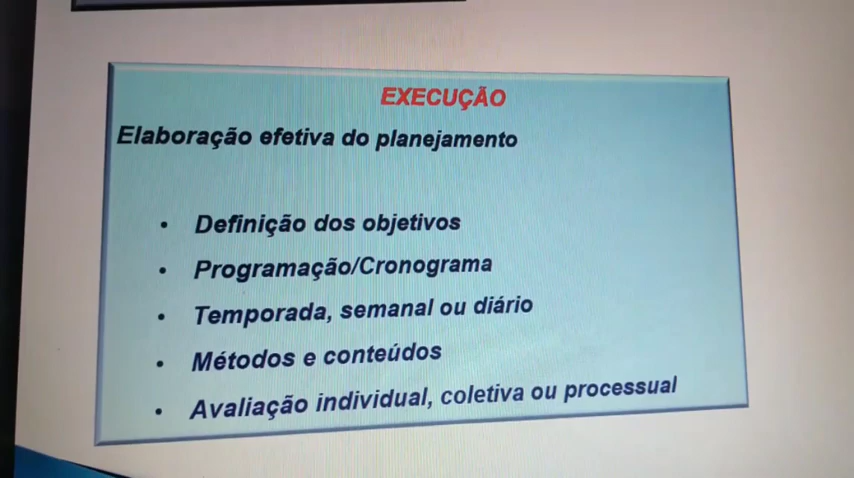 EXECUÇÃO
Elaboração efetiva do planejamento
• Definição dos objetivos
• Programação/Cronograma
• Temporada, semanal ou diário
• Métodos e conteúdos
• Avaliação individual, coletiva ou processual